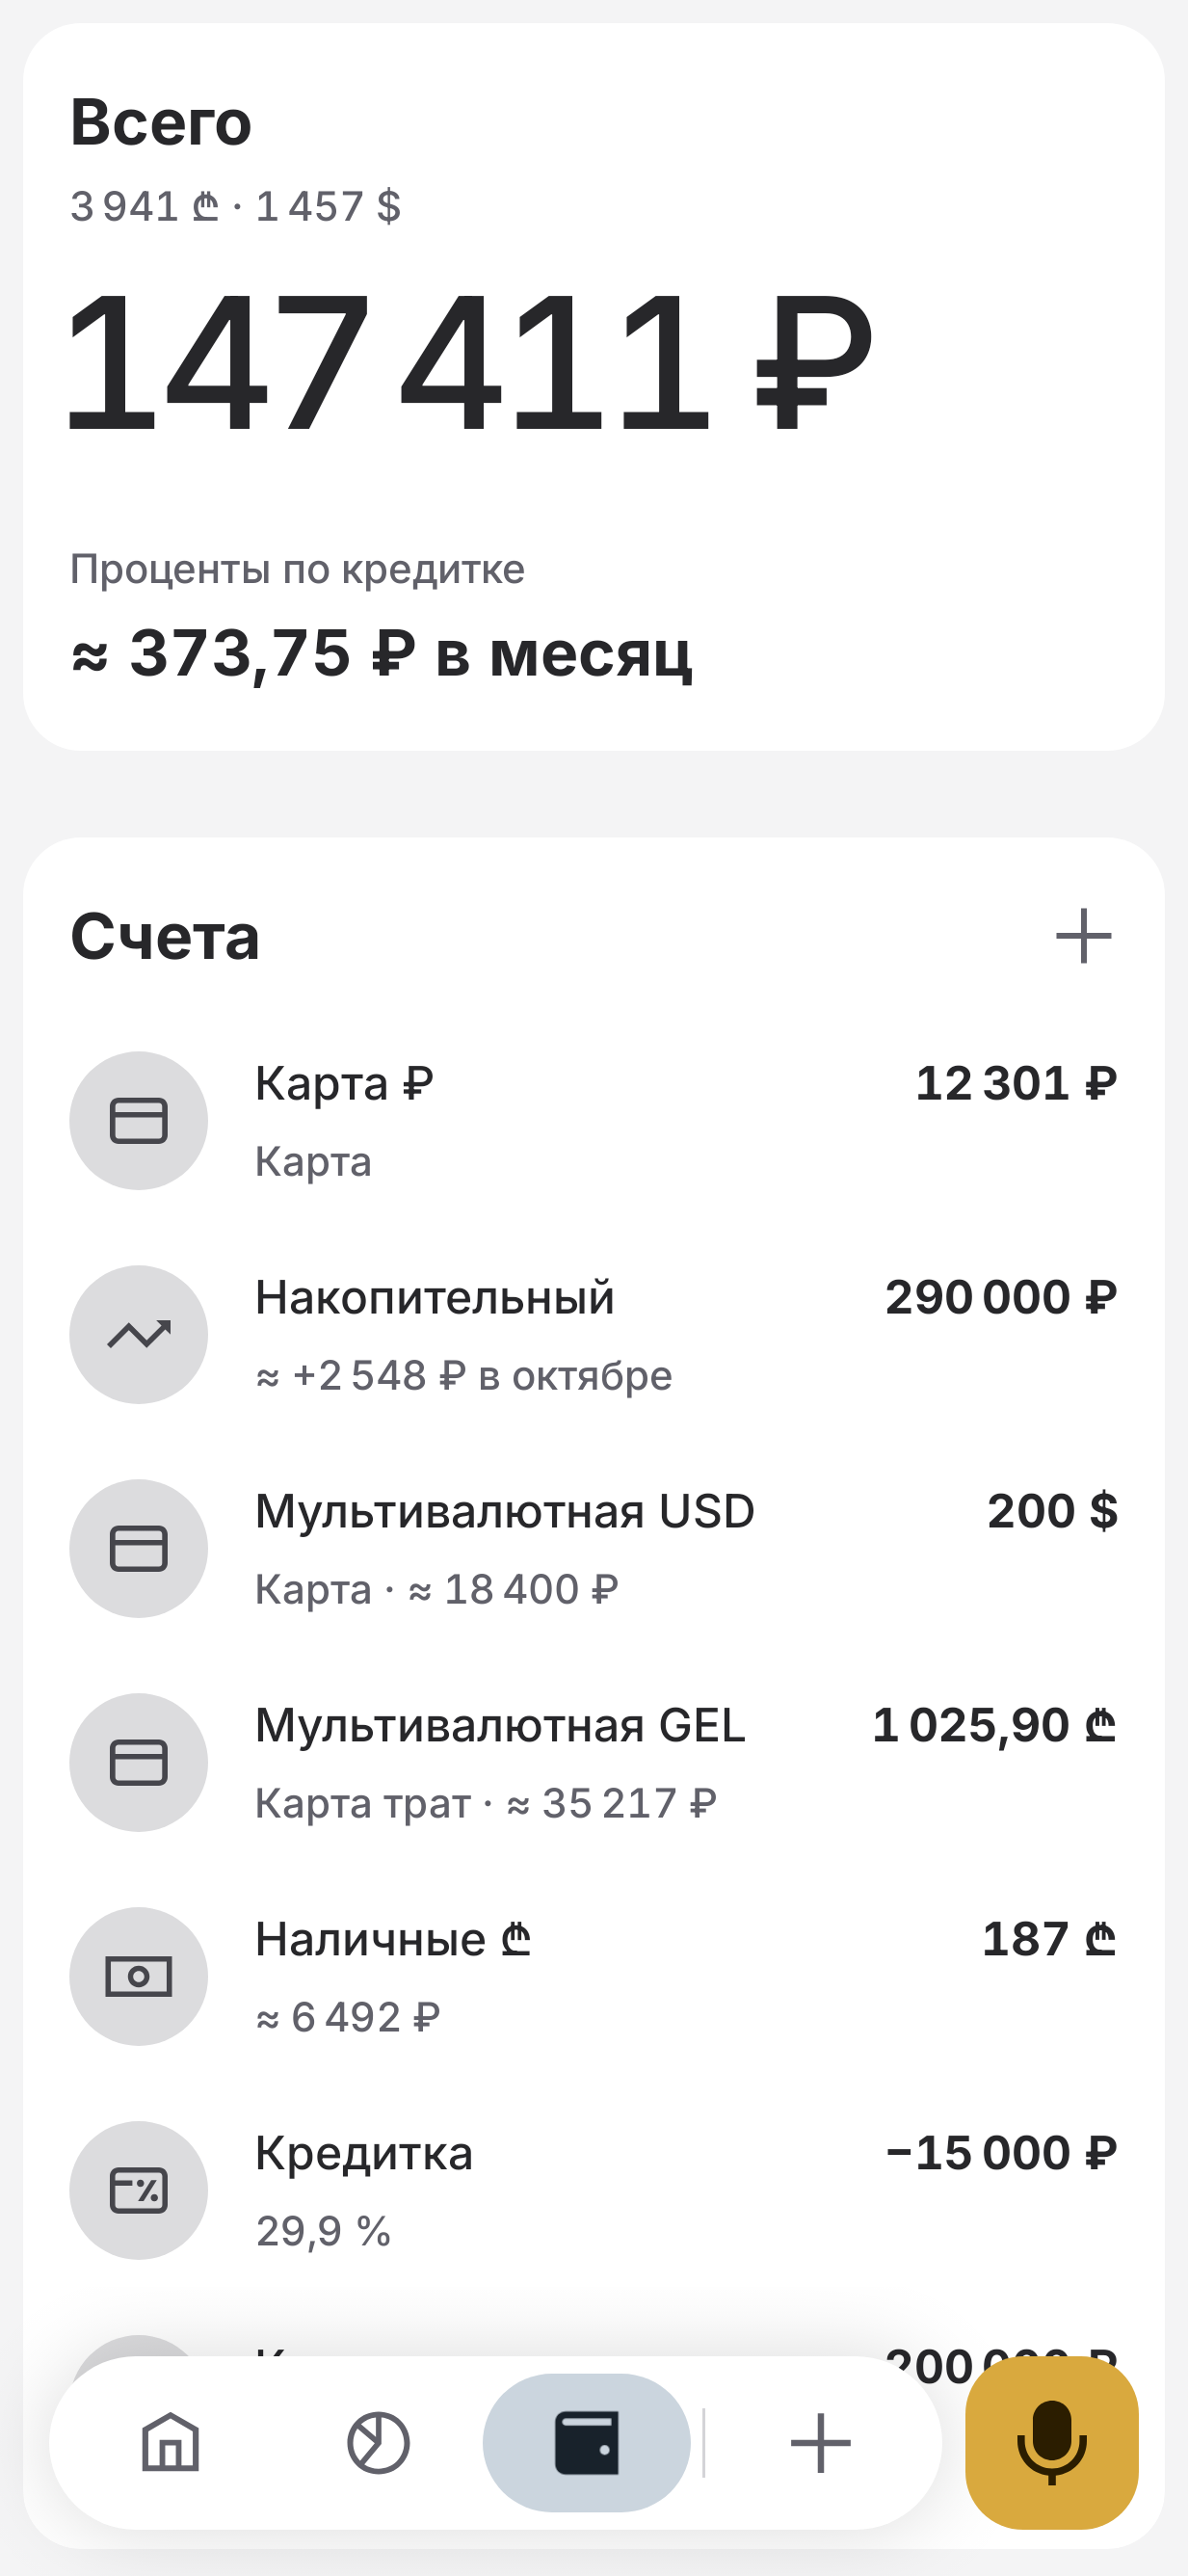 Всего
3 941 ₾ · 1 457 $
147 411 ₽
Проценты по кредитке
≈ 373,75 ₽ в месяц
Счета
Карта ₽
12 301 ₽
Карта
Накопительный
290 000 ₽
≈ +2 548 ₽ в октябре
Мультивалютная USD
200 $
Карта · ≈ 18 400 ₽
Мультивалютная GEL
1 025,90 ₾
Карта трат · ≈ 35 217 ₽
Наличные ₾
187 ₾
≈ 6 492 ₽
Кредитка
−15 000 ₽
29,9 %